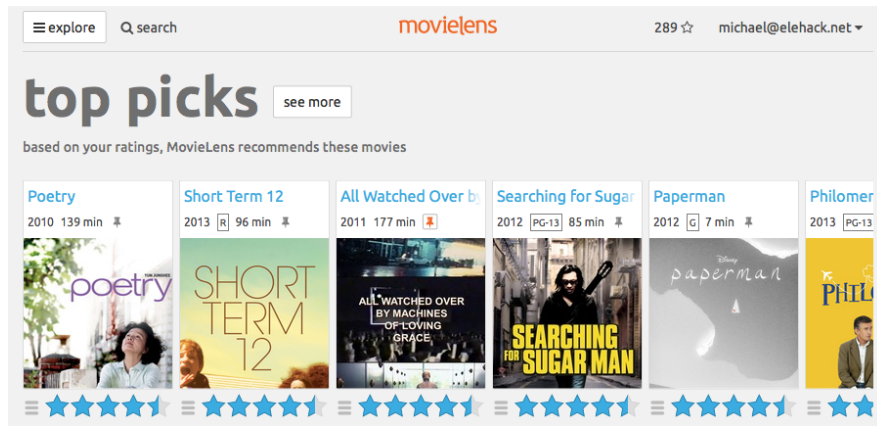 explore search movielens 289 michael@elehack.net
top picks see more
based on your ratings, MovieLens recommends these movies
Poetry
2010 139 min
poetry
Short Term 12
2013 R 96 min
SHORT
TERM
12
All Watched Over by
2011 177 min
ALL WATCHED OVER
BY MACHINES
OF LOVING
GRACE
Searching for Sugar
2012 PG-13 85 min
SEARCHING
FOR SUGAR MAN
Paperman
2012 G 7 min
Disney
paperman
Philomen
2013 PG-13
PHILO